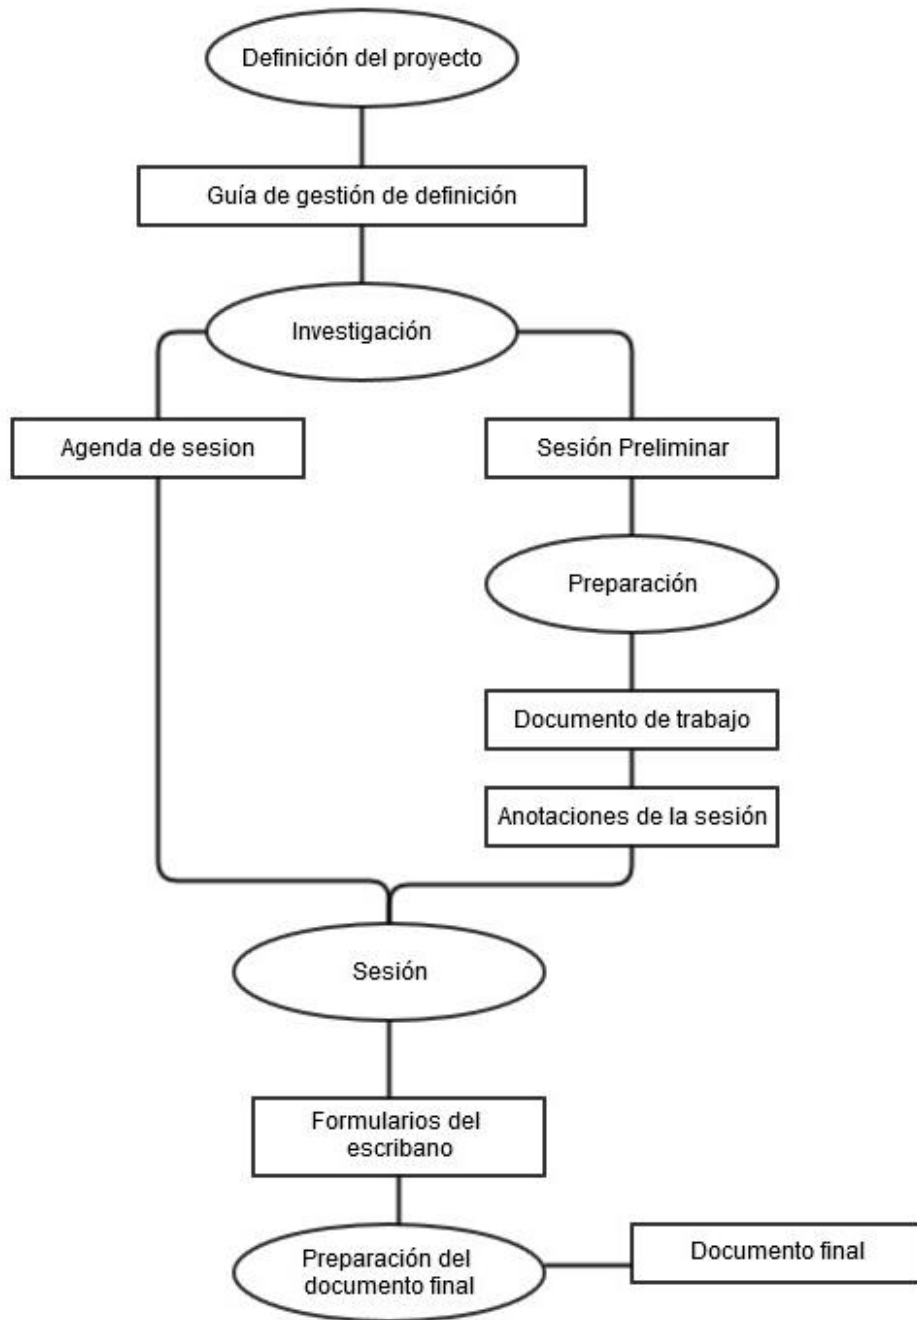 Definición del proyecto
Guía de gestión de definición
Investigación
Agenda de sesion
Sesión Preliminar
Preparación
Documento de trabajo
Anotaciones de la sesión
Sesión
Formularios del
escribano
Preparación del
documento final
Documento final